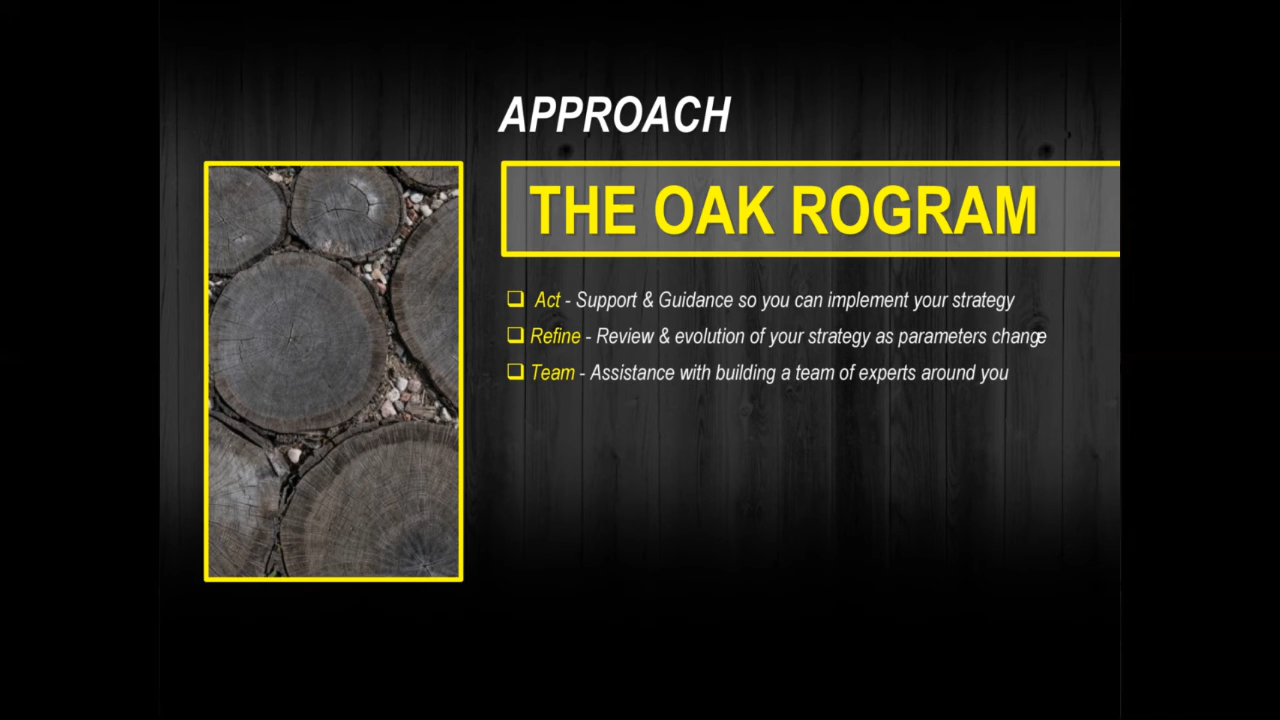 APPROACH
THE OAK ROGRAM
Act - Support & Guidance so you can implement your strategy
Refine - Review & evolution of your strategy as parameters change
Team - Assistance with building a team of experts around you